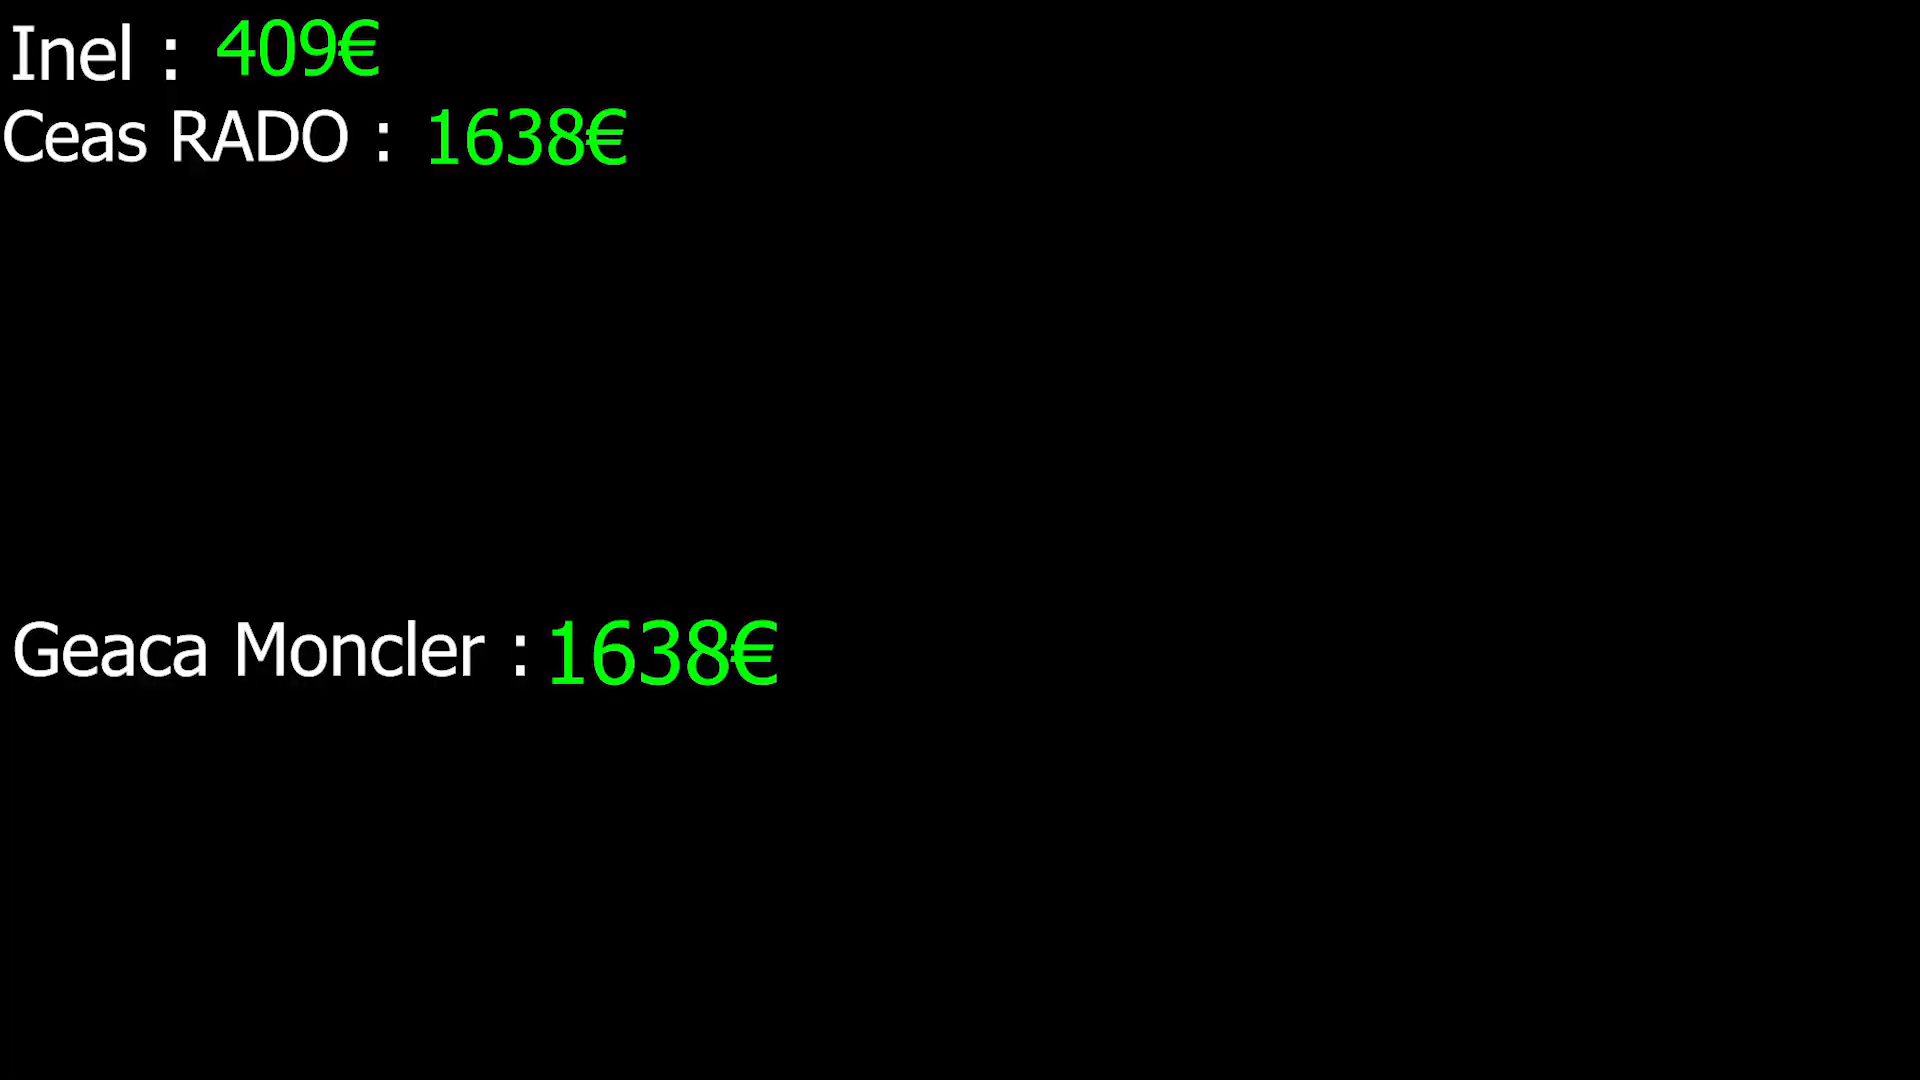 Inel : 409€
Ceas RADO : 1638€
Geaca Moncler : 1638€